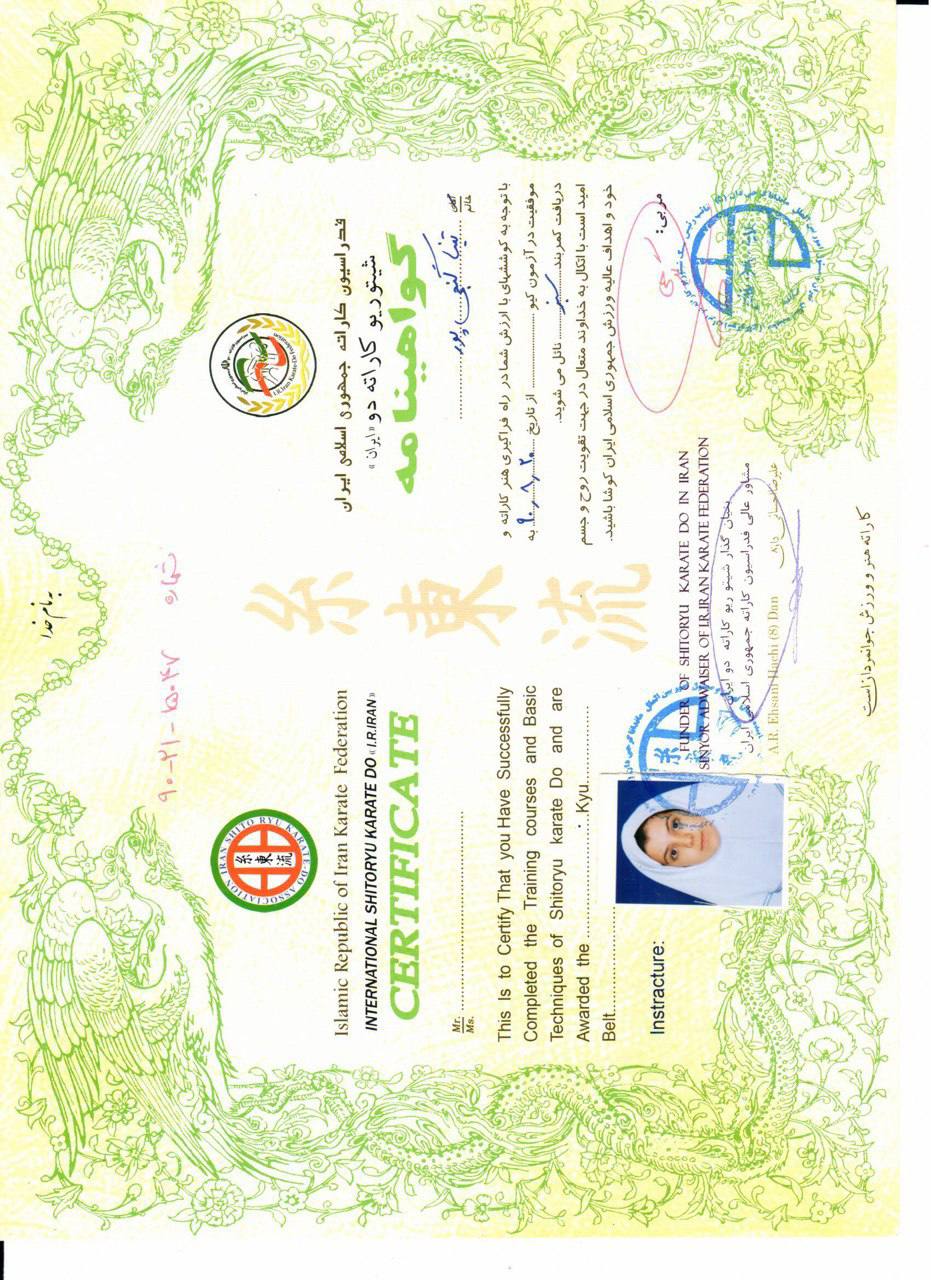 به نام خدا
شماره ۹۰-۲۱-۱۵۰۴۷
ASSOCIATION IRAN SHITO RYU KARATE-DO
糸東流
I.R.Iran Karate-Do Federation
Islamic Republic of Iran Karate Federation
INTERNATIONAL SHITORYU KARATE DO « I.R.IRAN »
CERTIFICATE
Mr.
Ms.
This Is to Certify That you Have Successfully
Completed the Training courses and Basic
Techniques of Shitoryu karate Do and are
Awarded the ........................ Kyu................
Belt......................
Instracture:
糸東流
فدراسیون کاراته جمهوری اسلامی ایران
شیتوریو کاراته دو «ایران»
گواهینامه
آقای
خانم تینا گنجی پور
با توجه به کوششهای با ارزش شما در راه فراگیری هنر کاراته و
موفقیت در آزمون کیو .................... از تاریخ ۹۰,۸,۲۰ به
دریافت کمربند سبز نائل می شوید.
امید است با اتکال به خداوند متعال در جهت تقویت روح و جسم
خود و اهداف عالیه ورزش جمهوری اسلامی ایران کوشا باشید.
مربی:
FUNDER OF SHITORYU KARATE DO IN IRAN
SINYOR ADWAISER OF I.R.IRAN KARATE FEDERATION
بنیان گذار شیتو ریو کاراته دو ایران
مشاور عالی فدراسیون کاراته جمهوری اسلامی ایران
A.R. Ehsani Hachi (8) Dan
علیرضا احسانی دان ۸
کاراته هنر و ورزش جوانمردان است